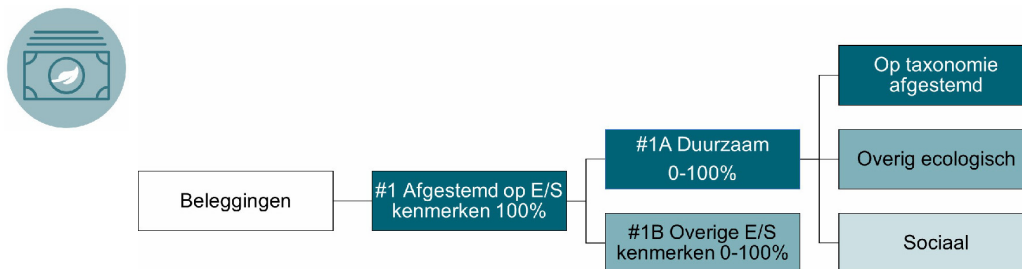 Beleggingen
#1 Afgestemd op E/S
kenmerken 100%
#1A Duurzaam
0-100%
#1B Overige E/S
kenmerken 0-100%
Op taxonomie
afgestemd
Overig ecologisch
Sociaal